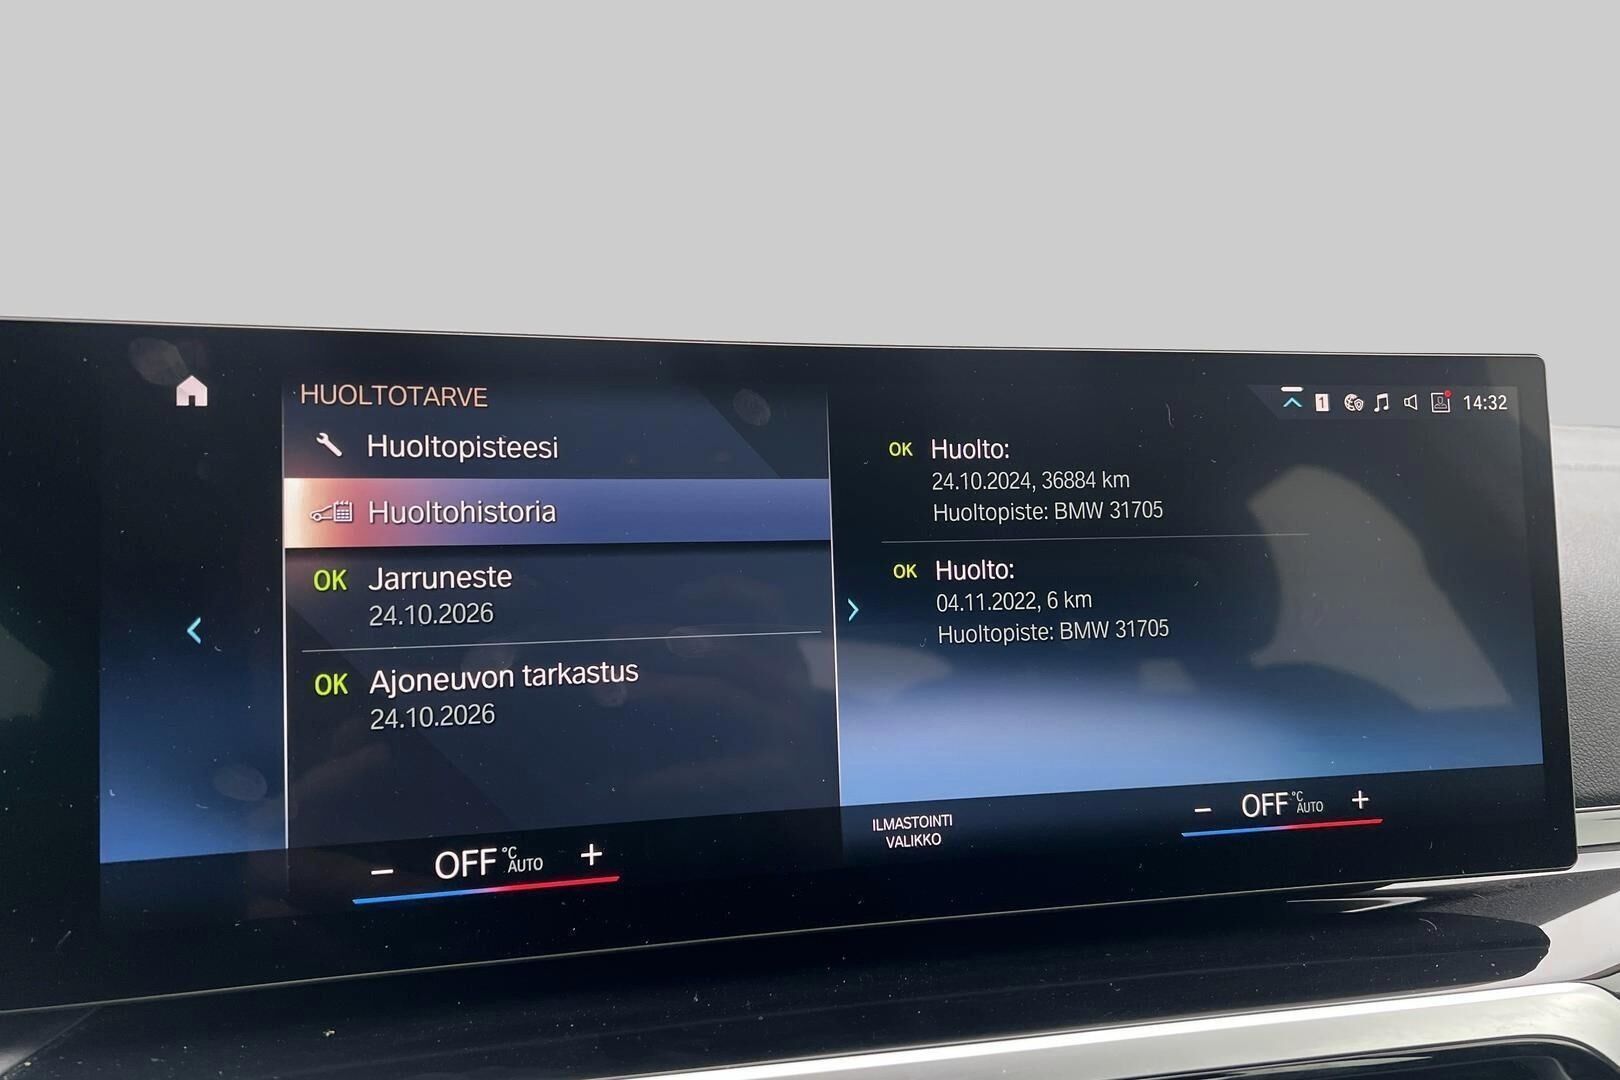 HUOLTOTARVE
Huoltopisteesi
Huoltohistoria
OK Jarruneste
24.10.2026
OK Ajoneuvon tarkastus
24.10.2026
1 14:32
OK Huolto:
24.10.2024, 36884 km
Huoltopiste: BMW 31705
OK Huolto:
04.11.2022, 6 km
Huoltopiste: BMW 31705
− OFF °C AUTO +
ILMASTOINTI
VALIKKO
− OFF °C AUTO +